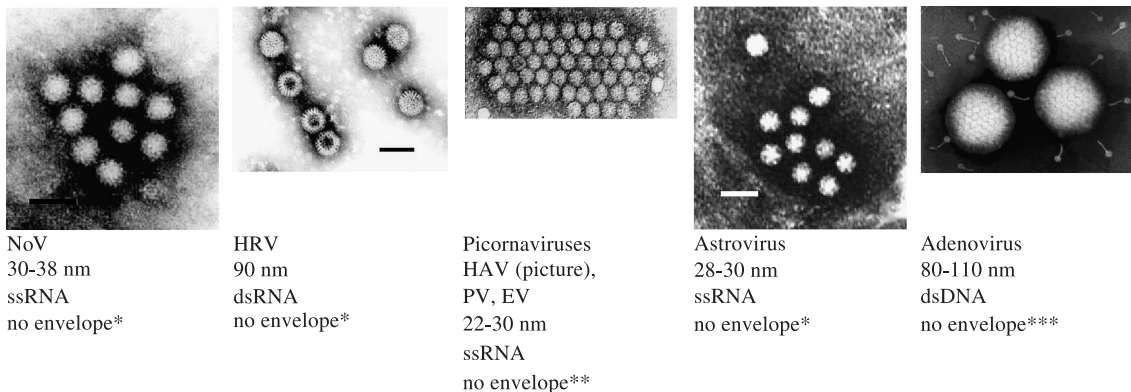 NoV
30-38 nm
ssRNA
no envelope*
HRV
90 nm
dsRNA
no envelope*
Picornaviruses
HAV (picture),
PV, EV
22-30 nm
ssRNA
no envelope**
Astrovirus
28-30 nm
ssRNA
no envelope*
Adenovirus
80-110 nm
dsDNA
no envelope***